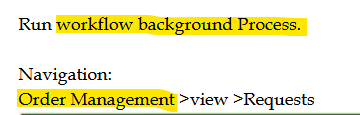 Run workflow background Process.
Navigation:
Order Management >view >Requests